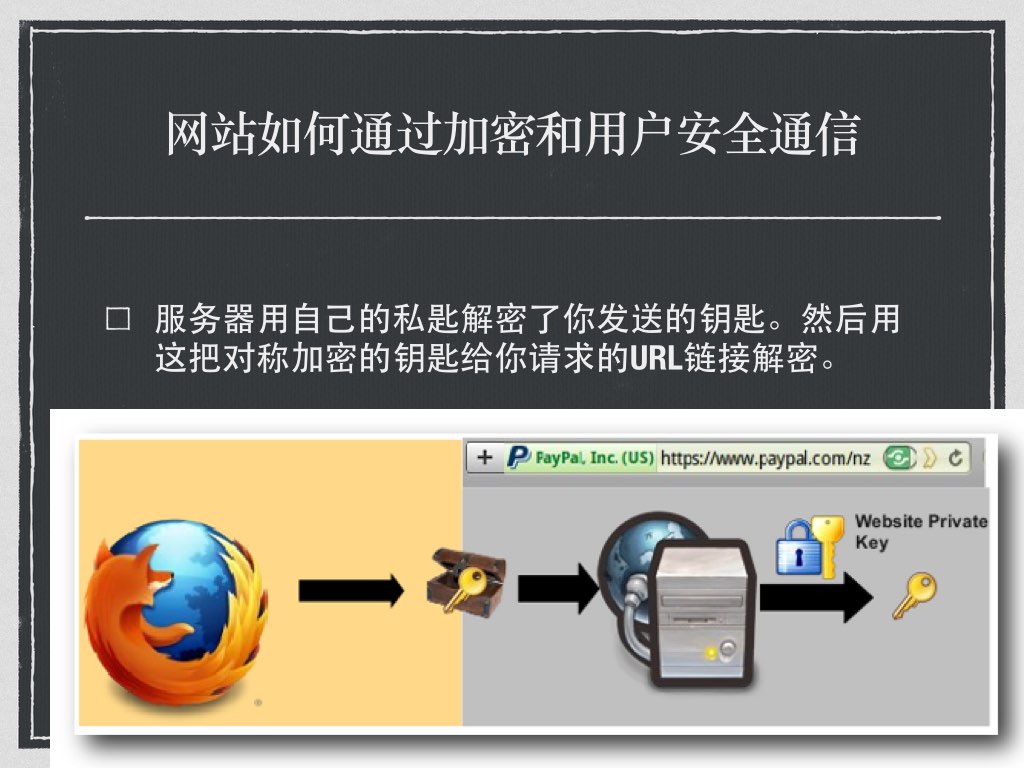 网站如何通过加密和用户安全通信
服务器用自己的私匙解密了你发送的钥匙。然后用
这把对称加密的钥匙给你请求的URL链接解密。
PayPal, Inc. (US) https://www.paypal.com/nz
Website Private
Key